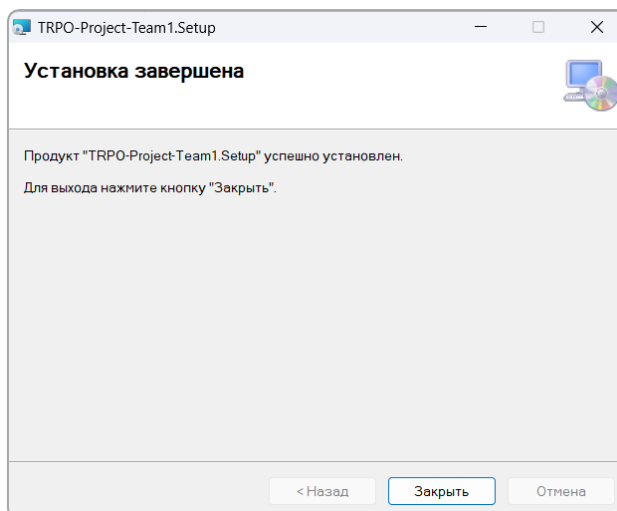 TRPO-Project-Team1.Setup
Установка завершена
Продукт "TRPO-Project-Team1.Setup" успешно установлен.
Для выхода нажмите кнопку "Закрыть".
< Назад
Закрыть
Отмена